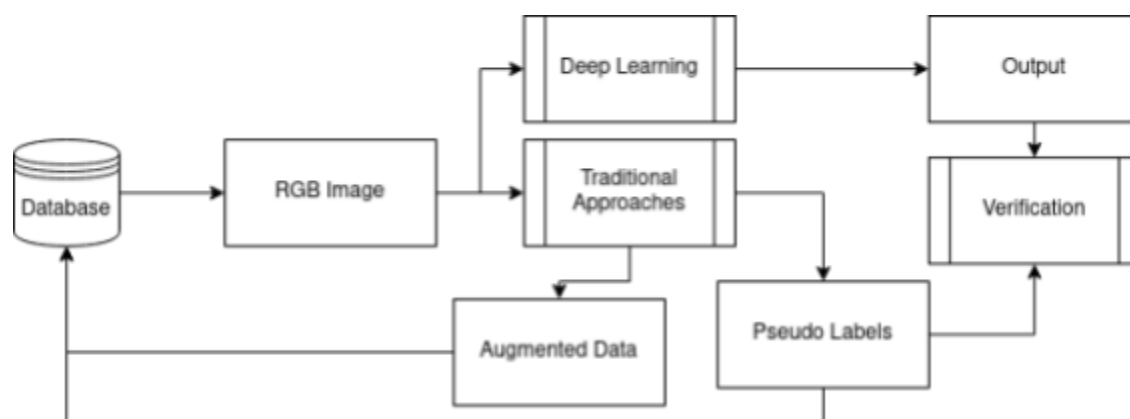 Deep Learning
Output
Database
RGB Image
Traditional
Approaches
Verification
Augmented Data
Pseudo Labels